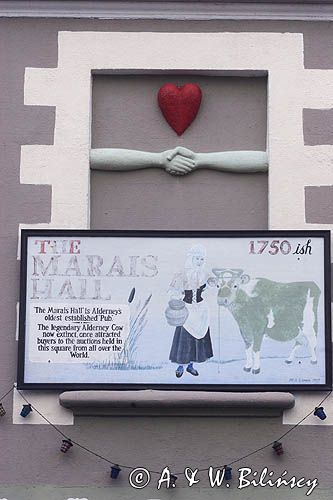 THE
MARAIS
HALL
1750 ish
The 'Marais Hall' is Alderney's
oldest established 'Pub.
The legendary Alderney Cow
now extinct, once attracted
buyers to the auctions held in
this square from all over the
World.
© A. & W. Bilińscy